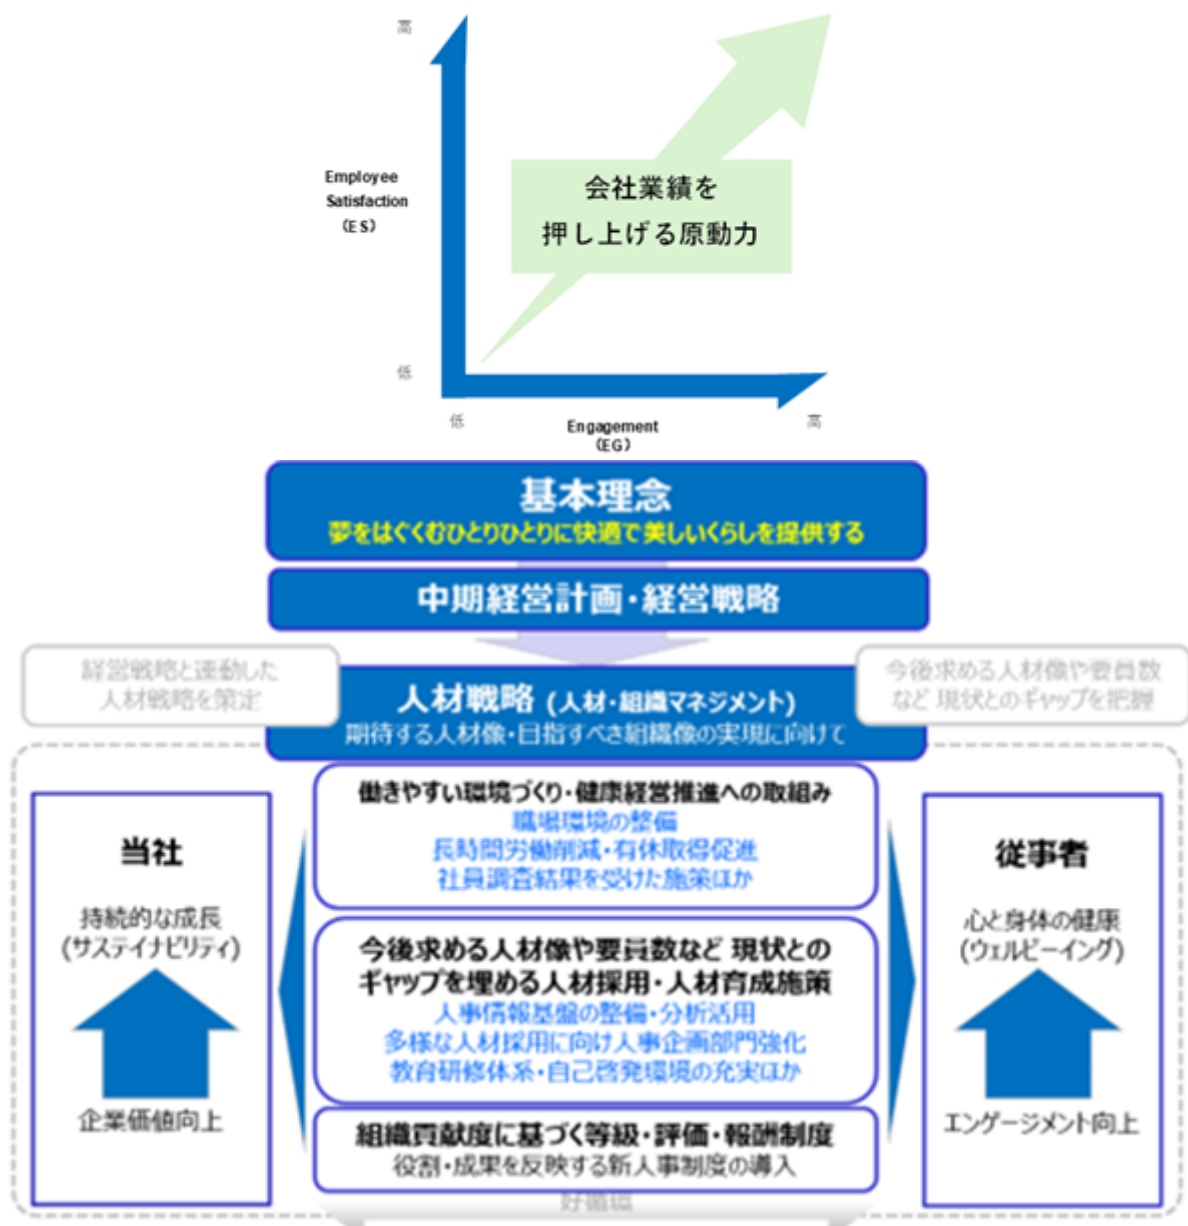 高
Employee
Satisfaction
（ES）
会社業績を
押し上げる原動力
低
低
Engagement
（EG）
高
基本理念
夢をはぐくむひとりひとりに快適で美しいくらしを提供する
中期経営計画・経営戦略
経営戦略と連動した
人材戦略を策定
今後求める人材像や要員数
など 現状とのギャップを把握
人材戦略 (人材・組織マネジメント)
期待する人材像・目指すべき組織像の実現に向けて
当社
持続的な成長
(サステイナビリティ)
企業価値向上
働きやすい環境づくり・健康経営推進への取組み
職場環境の整備
長時間労働削減・有休取得促進
社員調査結果を受けた施策ほか
今後求める人材像や要員数など 現状との
ギャップを埋める人材採用・人材育成施策
人事情報基盤の整備・分析活用
多様な人材採用に向け人事企画部門強化
教育研修体系・自己啓発環境の充実ほか
組織貢献度に基づく等級・評価・報酬制度
役割・成果を反映する新人事制度の導入
従事者
心と身体の健康
(ウェルビーイング)
エンゲージメント向上
好循環